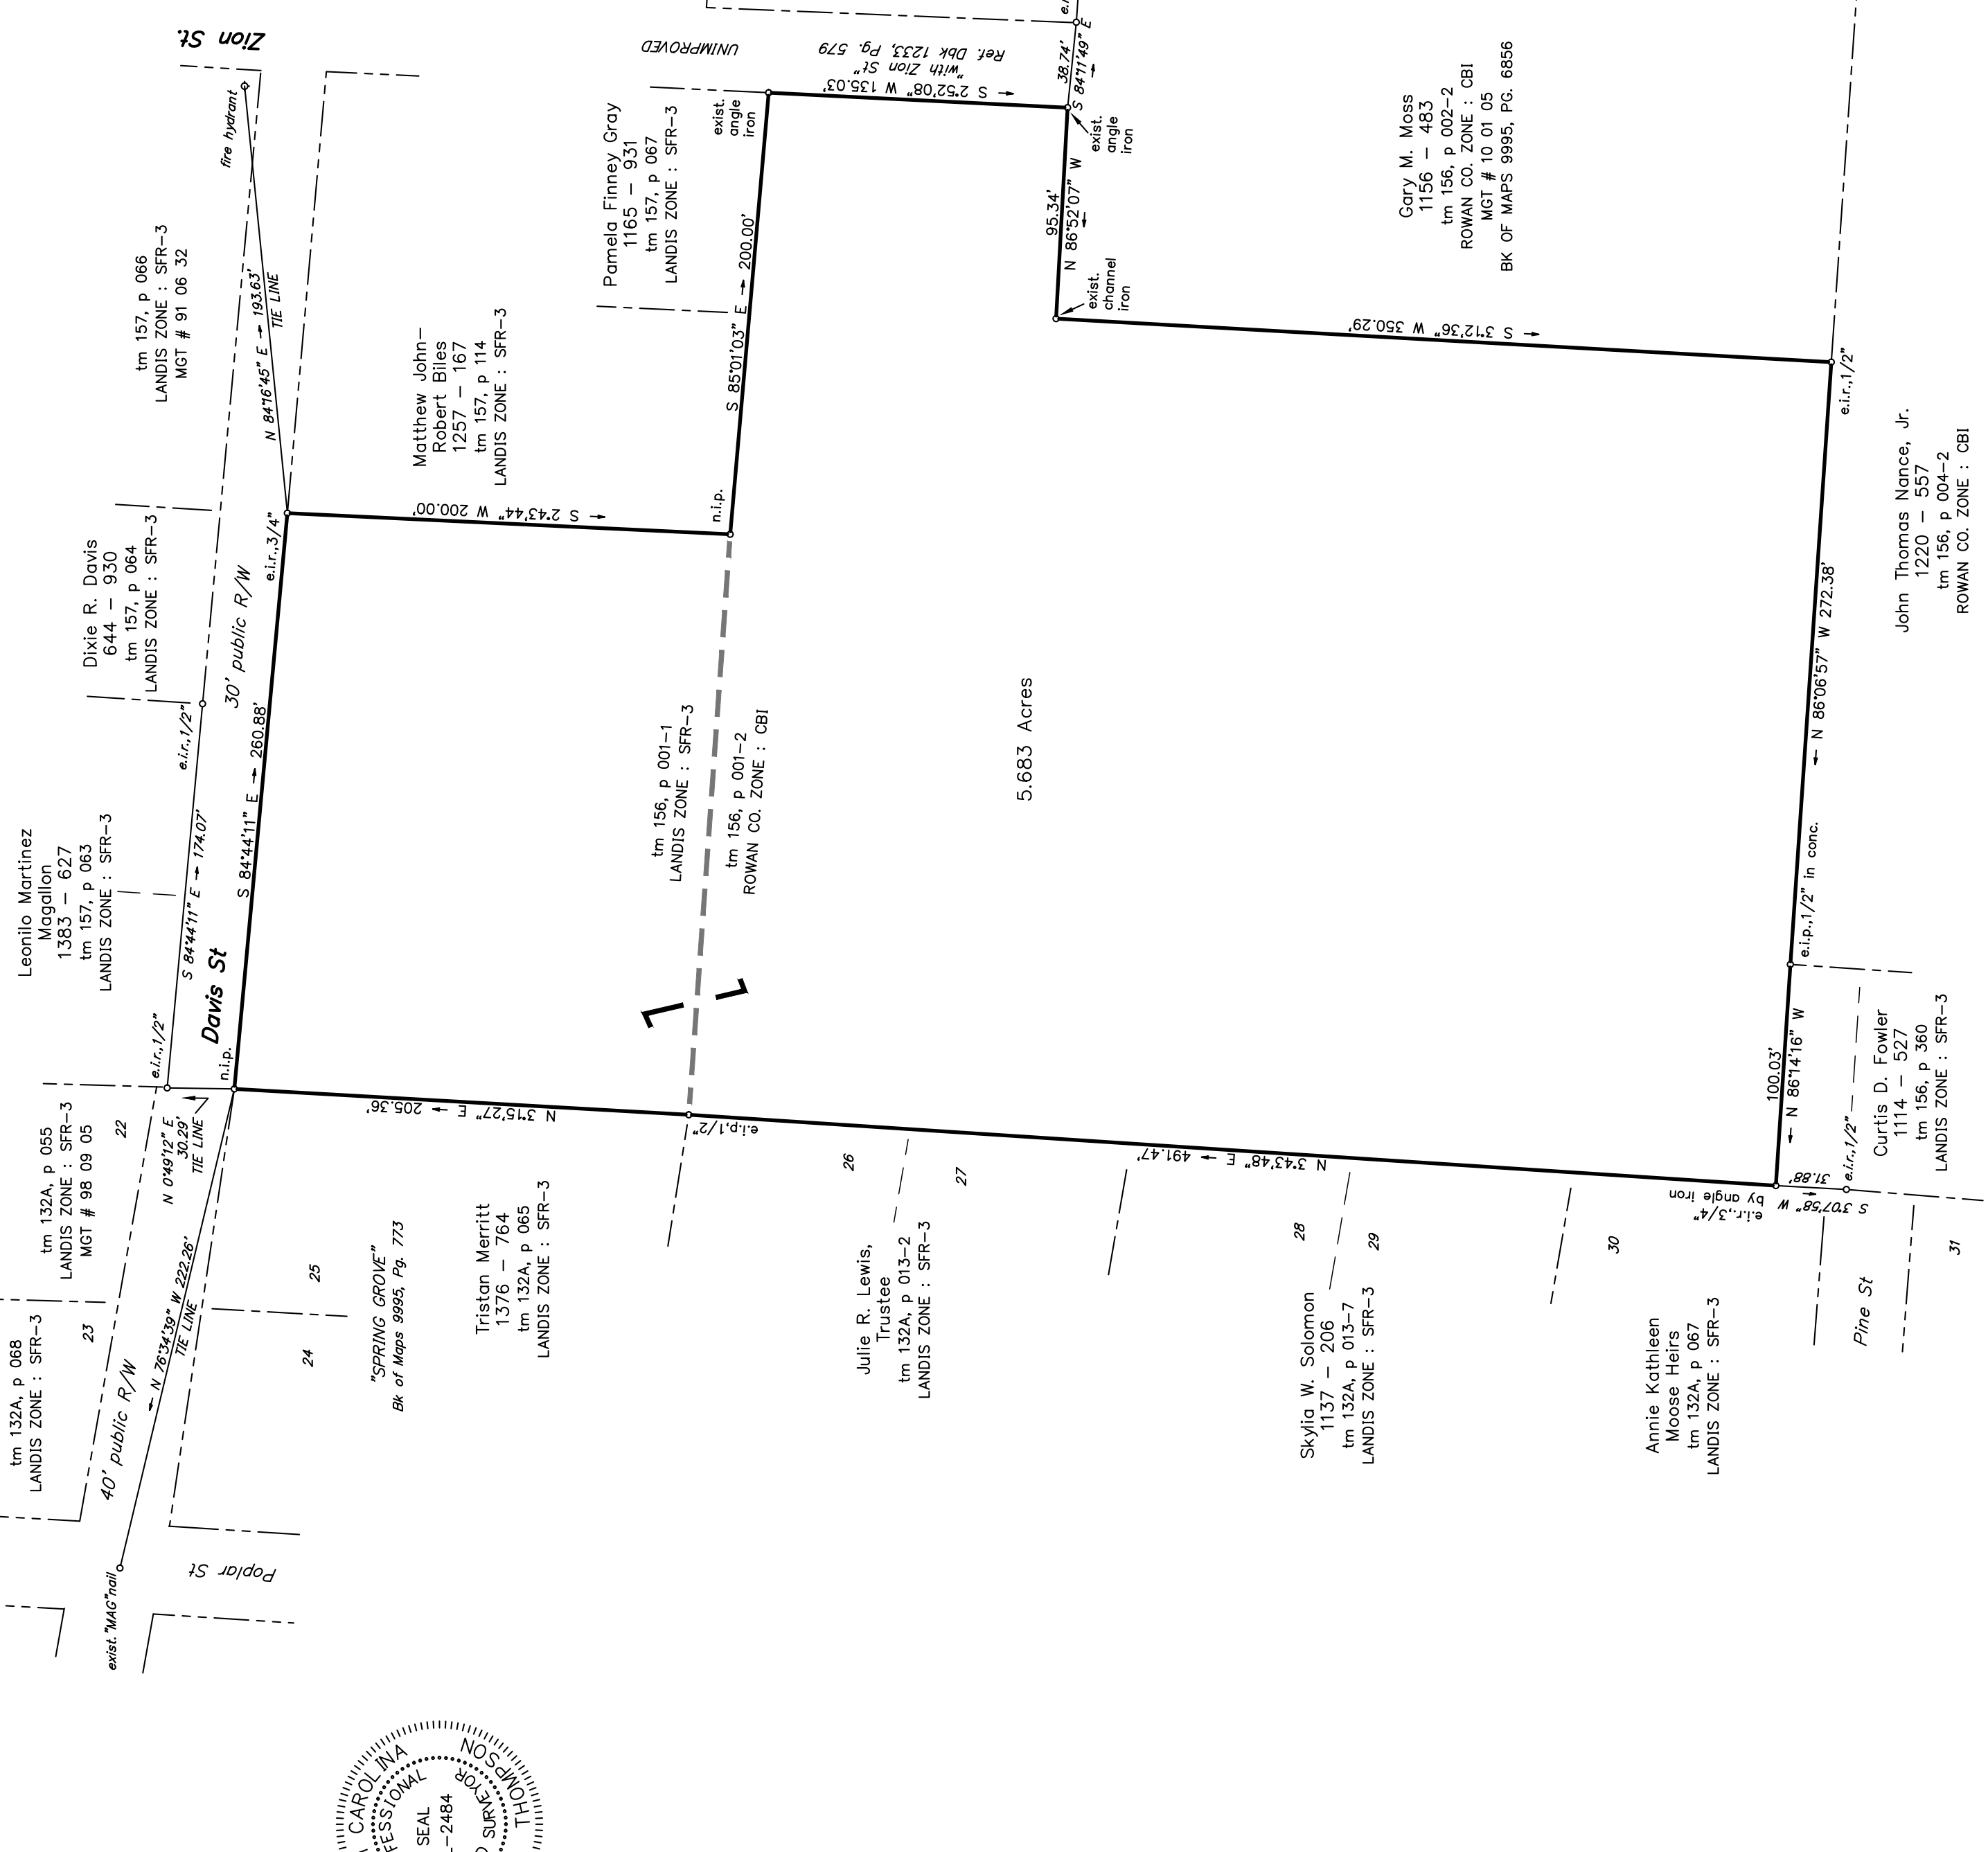 Zion St.
fire hydrant
N 84°16'45" E → 193.63'
TIE LINE
tm 157, p 066
LANDIS ZONE : SFR-3
MGT # 91 06 32
UNIMPROVED
"with Zion St"
Ref. Dbk 1233, Pg. 579
S 2°52'08" W 135.03'
38.74'
S 84°11'49" E
exist.
angle
iron
exist.
angle
iron
95.34'
N 86°52'07" W
exist.
channel
iron
Pamela Finney Gray
1165 - 931
tm 157, p 067
LANDIS ZONE : SFR-3
S 85°01'03" E → 200.00'
Gary M. Moss
1156 - 483
tm 156, p 002-2
ROWAN CO. ZONE : CBI
MGT # 10 01 05
BK OF MAPS 9995, PG. 6856
S 3°12'36" W 350.29'
e.i.r.,1/2"
Matthew John-
Robert Biles
1257 - 167
tm 157, p 114
LANDIS ZONE : SFR-3
Dixie R. Davis
644 - 930
tm 157, p 064
LANDIS ZONE : SFR-3
e.i.r.,3/4"
30' public R/W
S 2°43'44" W 200.00'
n.i.p.
e.i.r.,1/2"
S 84°44'11" E → 174.07'
S 84°44'11" E → 260.88'
Leonilo Martinez
Magallon
1383 - 627
tm 157, p 063
LANDIS ZONE : SFR-3
Davis St
e.i.r.,1/2"
n.i.p.
tm 156, p 001-1
LANDIS ZONE : SFR-3
tm 156, p 001-2
ROWAN CO. ZONE : CBI
5.683 Acres
John Thomas Nance, Jr.
1220 - 557
tm 156, p 004-2
ROWAN CO. ZONE : CBI
N 86°06'57" W 272.38'
e.i.p.,1/2" in conc.
100.03'
N 86°14'16" W
Curtis D. Fowler
1114 - 527
tm 156, p 360
LANDIS ZONE : SFR-3
e.i.r.,1/2"
31.88'
S 3°07'58" W
e.i.r.,3/4"
by angle iron
tm 132A, p 055
LANDIS ZONE : SFR-3
MGT # 98 09 05
22
N 0°49'12" E
30.29'
TIE LINE
N 3°15'27" E → 205.36'
e.i.p,1/2"
N 3°43'48" E → 491.47'
tm 132A, p 068
LANDIS ZONE : SFR-3
23
40' public R/W
N 76°34'39" W 222.26'
TIE LINE
25
24
"SPRING GROVE"
Bk of Maps 9995, Pg. 773
Tristan Merritt
1376 - 764
tm 132A, p 065
LANDIS ZONE : SFR-3
26
27
Julie R. Lewis,
Trustee
tm 132A, p 013-2
LANDIS ZONE : SFR-3
28
29
Skylia W. Solomon
1137 - 206
tm 132A, p 013-7
LANDIS ZONE : SFR-3
30
Annie Kathleen
Moose Heirs
tm 132A, p 067
LANDIS ZONE : SFR-3
Pine St
31
exist."MAG"nail
Poplar St
CAROLINA
SEAL
-2484
SURVEYOR
THOMPSON